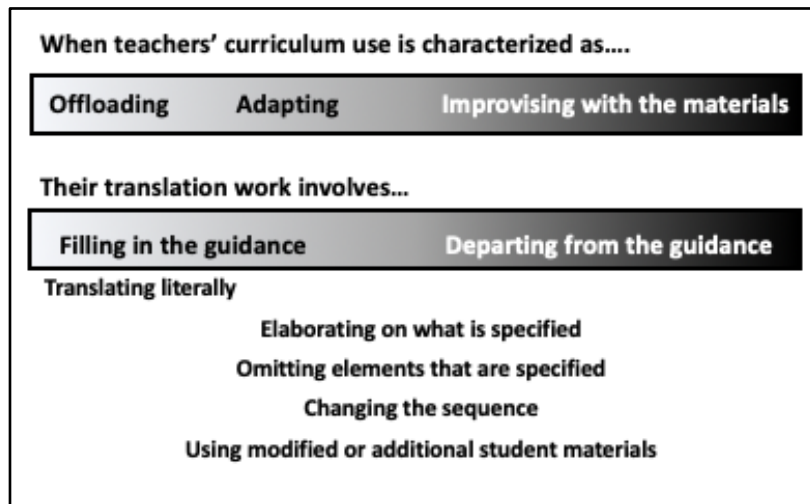 When teachers’ curriculum use is characterized as….
Offloading Adapting Improvising with the materials
Their translation work involves…
Filling in the guidance Departing from the guidance
Translating literally
Elaborating on what is specified
Omitting elements that are specified
Changing the sequence
Using modified or additional student materials